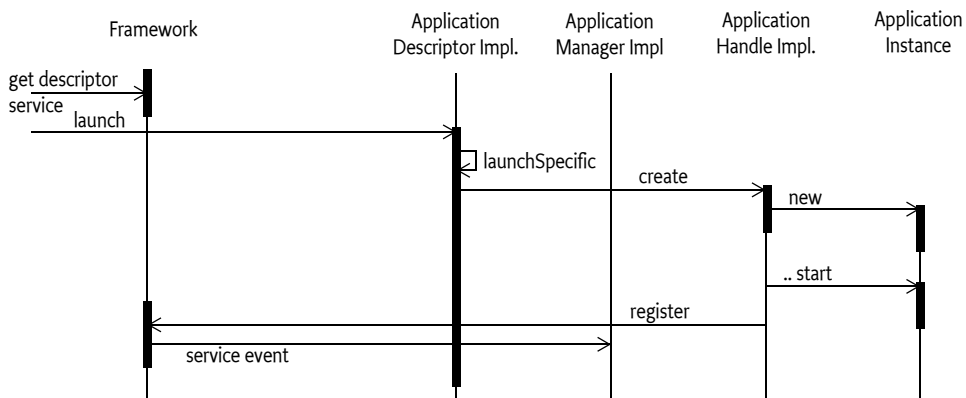 Framework
Application
Descriptor Impl.
Application
Manager Impl
Application
Handle Impl.
Application
Instance
get descriptor
service
launch
launchSpecific
create
new
.. start
register
service event